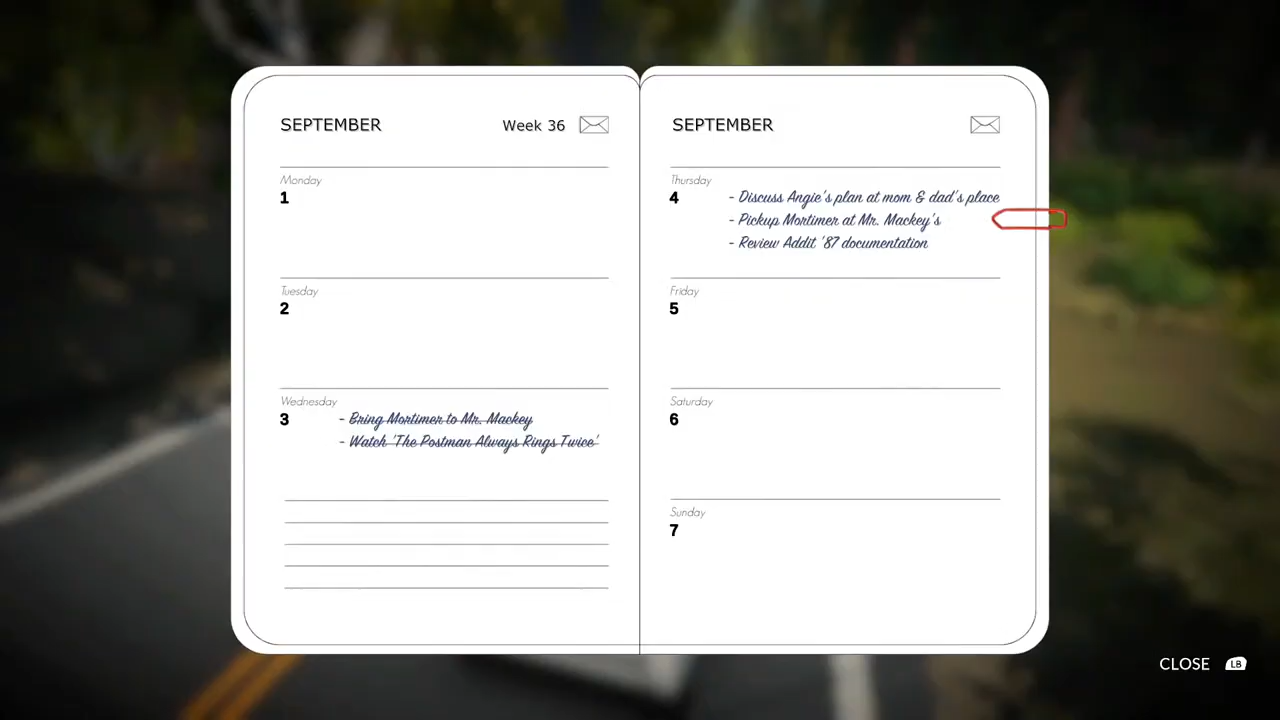 SEPTEMBER Week 36
Monday
1
Tuesday
2
Wednesday
3
- Bring Mortimer to Mr. Mackey
- Watch 'The Postman Always Rings Twice'
SEPTEMBER
Thursday
4
- Discuss Angie's plan at mom & dad's place
- Pickup Mortimer at Mr. Mackey's
- Review Addit '87 documentation
Friday
5
Saturday
6
Sunday
7
CLOSE LB